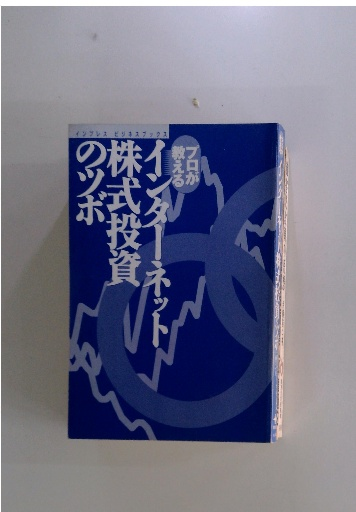 インプレス ビジネスブックス
プロが
教える
インターネット
株式投資
のツボ